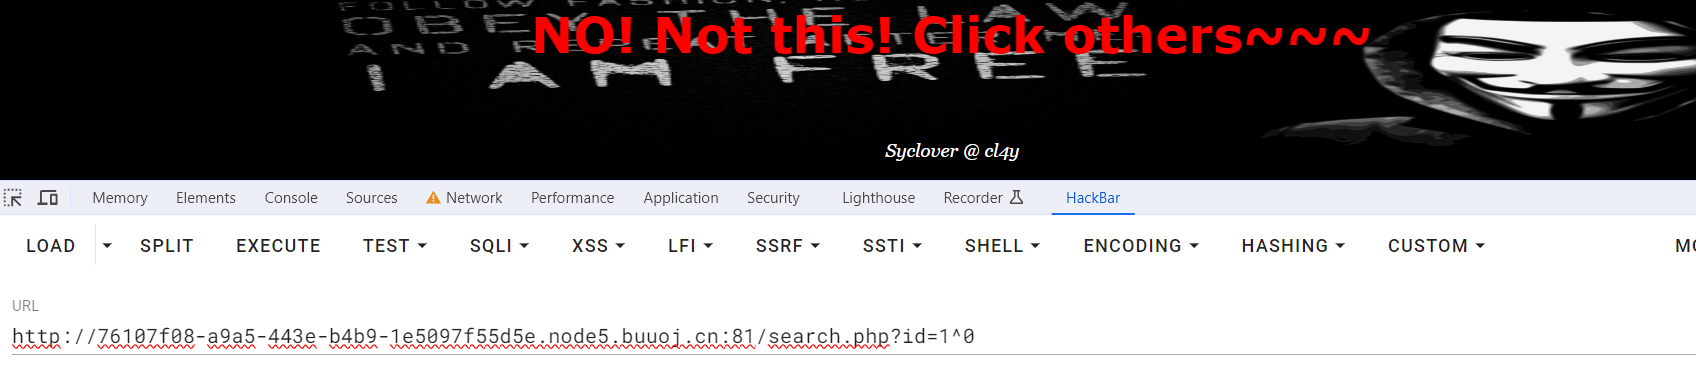 FOLLOW
OBEY THE LAW
AND R
I AM FREE
NO! Not this! Click others~~~
Syclover @ cl4y
Memory Elements Console Sources Network Performance Application Security Lighthouse Recorder HackBar
LOAD SPLIT EXECUTE TEST SQLI XSS LFI SSRF SSTI SHELL ENCODING HASHING CUSTOM
URL
http://76107f08-a9a5-443e-b4b9-1e5097f55d5e.node5.buuoj.cn:81/search.php?id=1^0